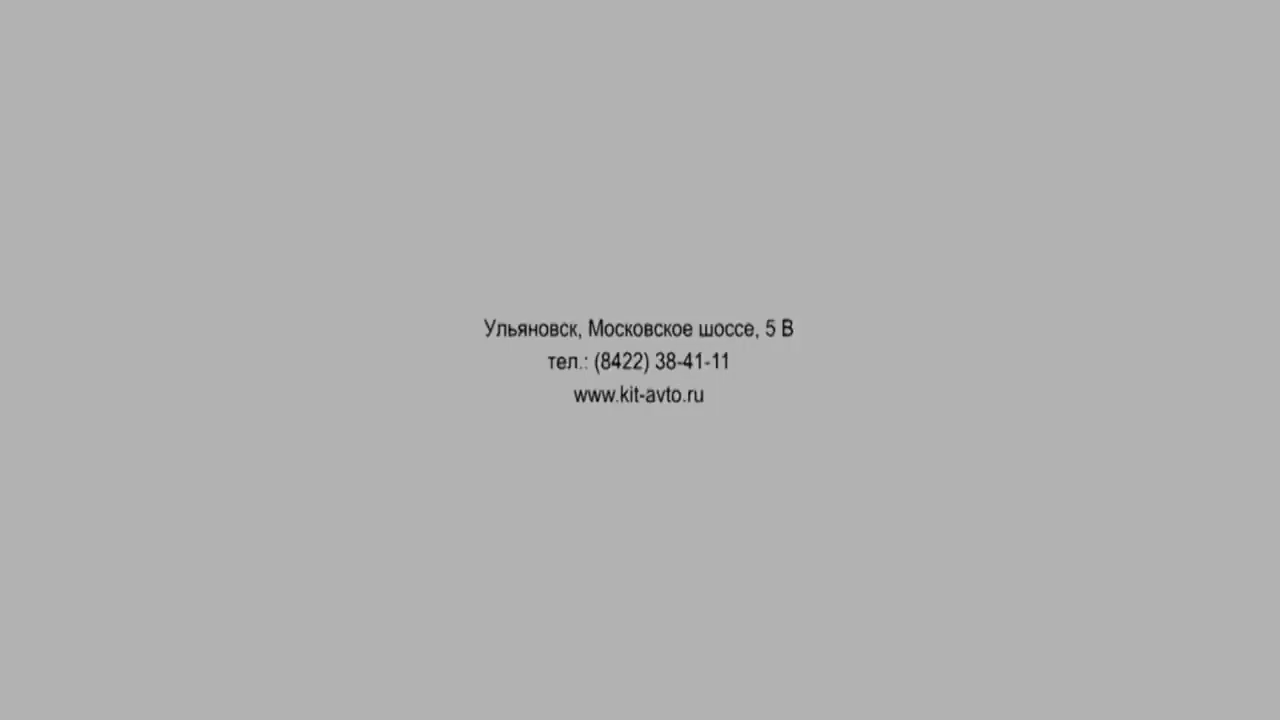 Ульяновск, Московское шоссе, 5 В
тел.: (8422) 38-41-11
www.kit-avto.ru